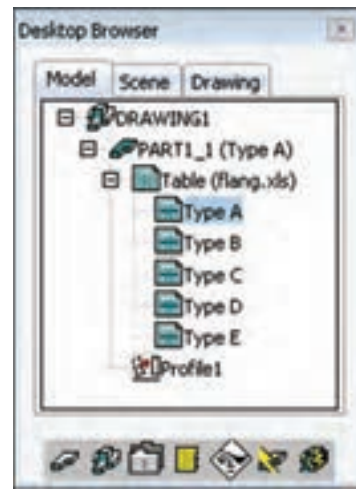 Desktop Browser
Model Scene Drawing
DRAWING1
PART1_1 (Type A)
Table (flang.xls)
Type A
Type B
Type C
Type D
Type E
Profile1